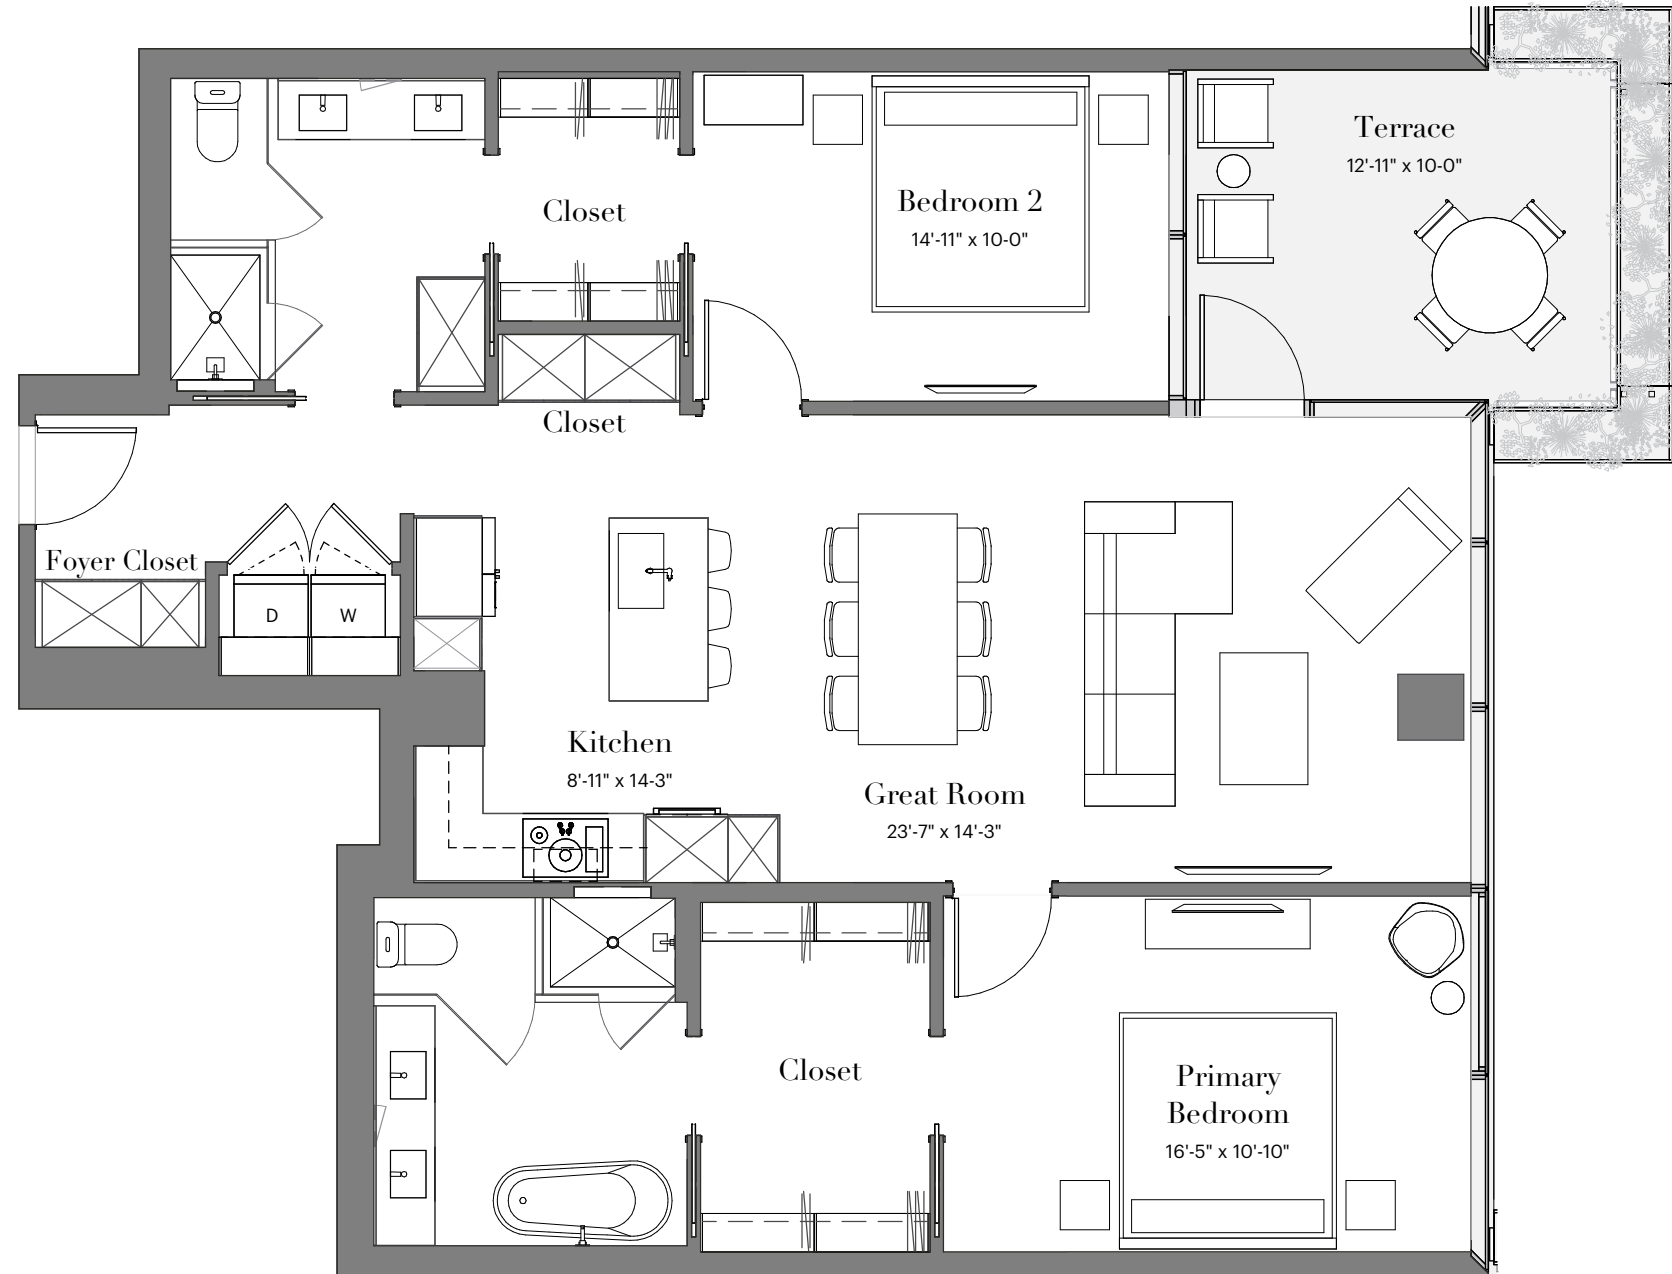 Terrace
12'-11" x 10-0"
Bedroom 2
14'-11" x 10-0"
Closet
Closet
Foyer Closet
D
W
Kitchen
8'-11" x 14-3"
Great Room
23'-7" x 14'-3"
Closet
Primary
Bedroom
16'-5" x 10'-10"